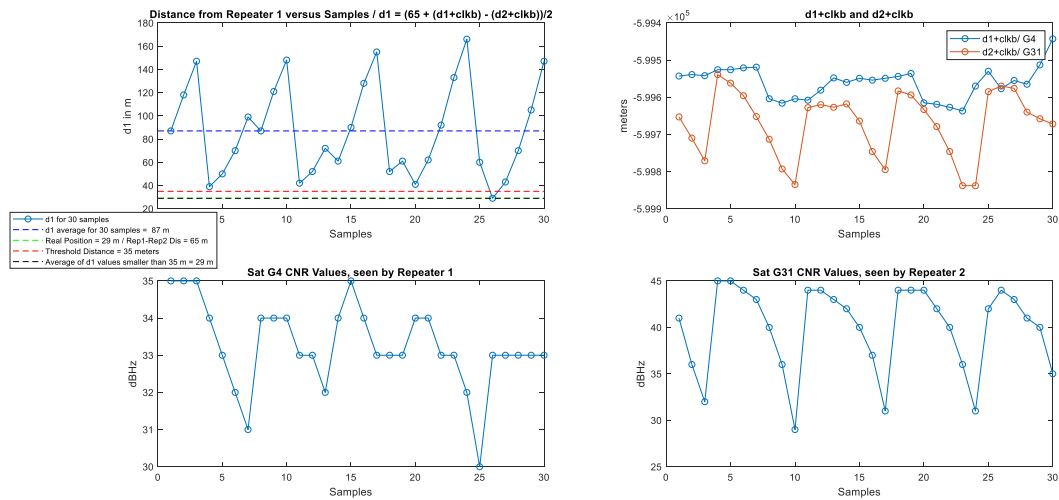 Distance from Repeater 1 versus Samples / d1 = (65 + (d1+clkb) - (d2+clkb))/2
180
160
140
120
100
80
60
40
20
d1 in m
5
10
15
20
25
30
Samples
d1 for 30 samples
d1 average for 30 samples = 87 m
Real Position = 29 m / Rep1-Rep2 Dis = 65 m
Threshold Distance = 35 meters
Average of d1 values smaller than 35 m = 29 m
d1+clkb and d2+clkb
×10⁵
-5.994
-5.995
-5.996
-5.997
-5.998
-5.999
meters
d1+clkb/ G4
d2+clkb/ G31
0
5
10
15
20
25
30
Samples
Sat G4 CNR Values, seen by Repeater 1
35
34
33
32
31
30
dBHz
0
5
10
15
20
25
30
Samples
Sat G31 CNR Values, seen by Repeater 2
45
40
35
30
25
dBHz
0
5
10
15
20
25
30
Samples